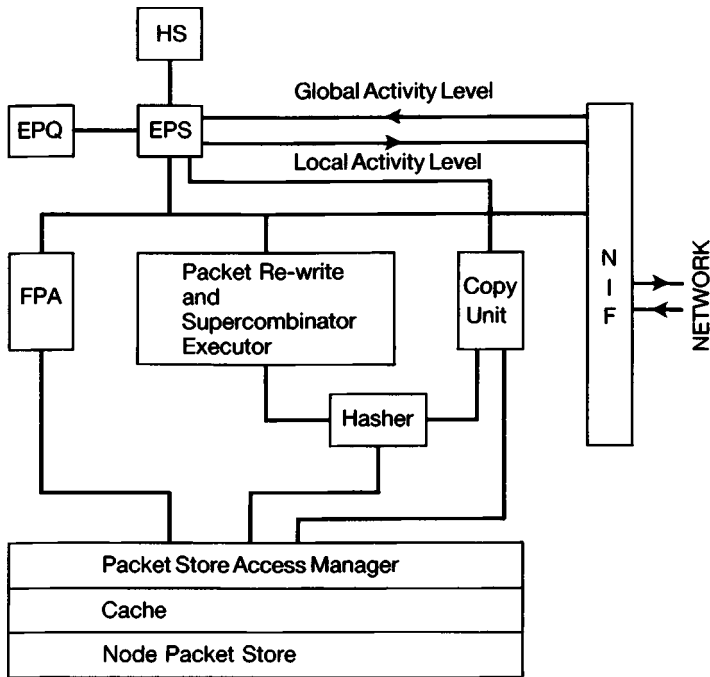 HS
Global Activity Level
EPQ
EPS
Local Activity Level
FPA
Packet Re-write
and
Supercombinator
Executor
Copy
Unit
N
I
F
NETWORK
Hasher
Packet Store Access Manager
Cache
Node Packet Store